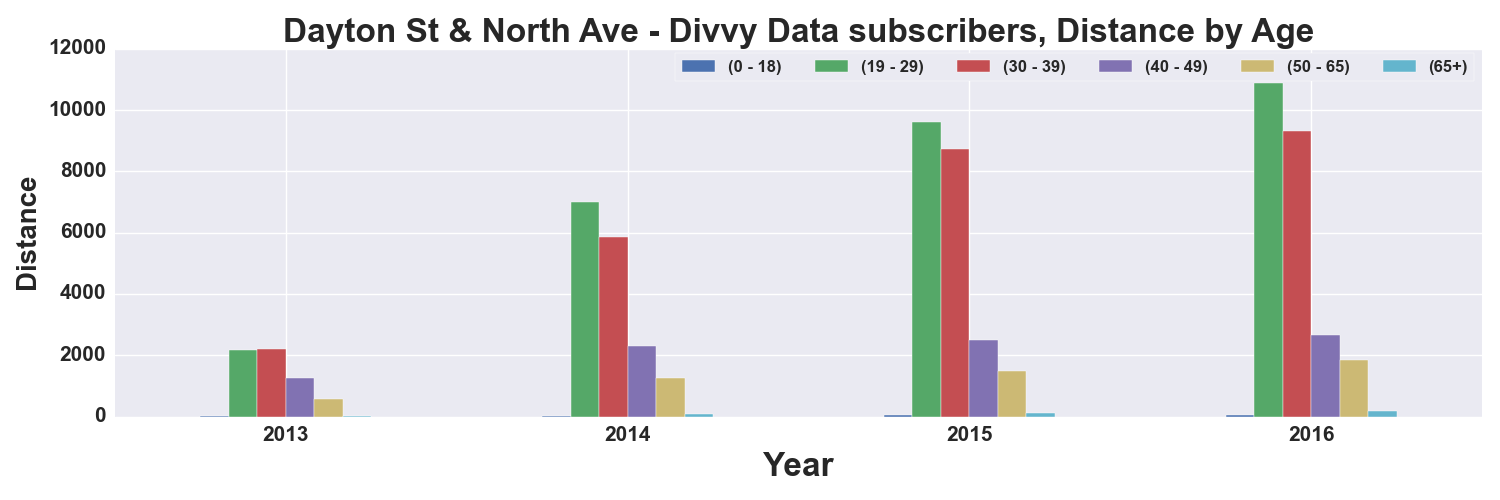 Dayton St & North Ave - Divvy Data subscribers, Distance by Age
(0 - 18) (19 - 29) (30 - 39) (40 - 49) (50 - 65) (65+)
12000
10000
8000
6000
4000
2000
0
Distance
2013 2014 2015 2016
Year